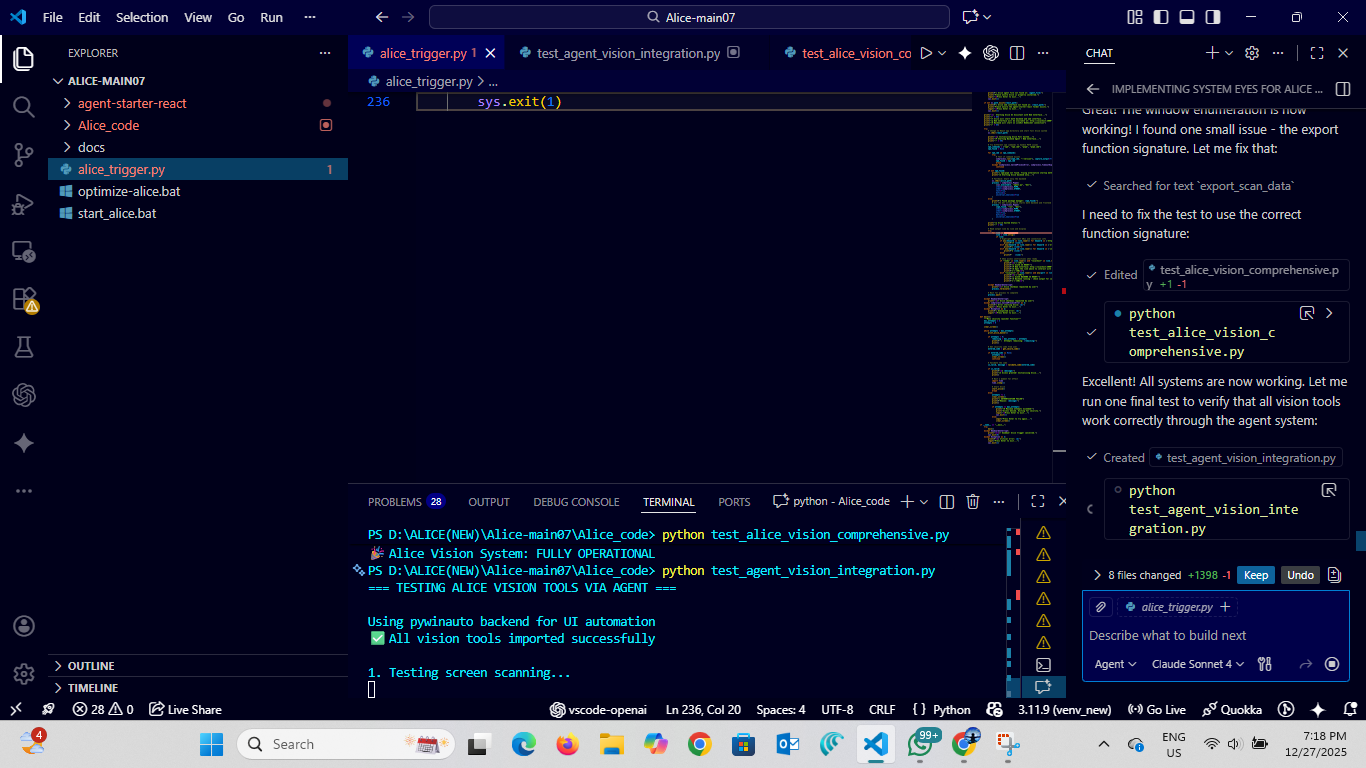 File Edit Selection View Go Run ···
Alice-main07
EXPLORER
ALICE-MAIN07
agent-starter-react
Alice_code
docs
alice_trigger.py 1
optimize-alice.bat
start_alice.bat
OUTLINE
TIMELINE
alice_trigger.py 1
test_agent_vision_integration.py
test_alice_vision_co
alice_trigger.py > ...
236 sys.exit(1)
PROBLEMS 28 OUTPUT DEBUG CONSOLE TERMINAL PORTS python - Alice_code
PS D:\ALICE(NEW)\Alice-main07\Alice_code> python test_alice_vision_comprehensive.py
🎉 Alice Vision System: FULLY OPERATIONAL
PS D:\ALICE(NEW)\Alice-main07\Alice_code> python test_agent_vision_integration.py
=== TESTING ALICE VISION TOOLS VIA AGENT ===
Using pywinauto backend for UI automation
✅ All vision tools imported successfully
1. Testing screen scanning...
CHAT
IMPLEMENTING SYSTEM EYES FOR ALICE ...
Great! The window enumeration is now
working! I found one small issue - the export
function signature. Let me fix that:
Searched for text `export_scan_data`
I need to fix the test to use the correct
function signature:
Edited test_alice_vision_comprehensive.p
y +1 -1
python
test_alice_vision_c
omprehensive.py
Excellent! All systems are now working. Let me
run one final test to verify that all vision tools
work correctly through the agent system:
Created test_agent_vision_integration.py
python
test_agent_vision_inte
gration.py
8 files changed +1398 -1 Keep Undo
alice_trigger.py
Describe what to build next
Agent Claude Sonnet 4
28 0 Live Share
vscode-openai Ln 236, Col 20 Spaces: 4 UTF-8 CRLF { } Python 3.11.9 (venv_new) Go Live Quokka
4
Search
99+
ENG
US
7:18 PM
12/27/2025